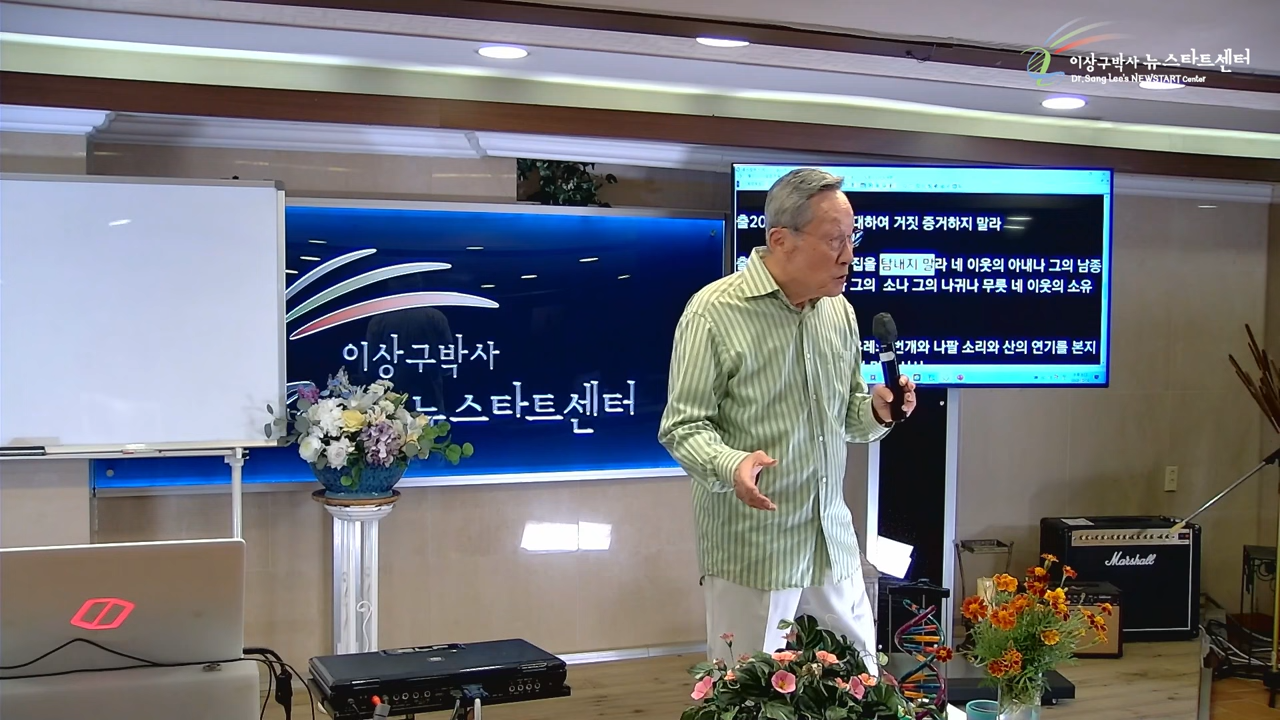 이상구박사 뉴스타트센터
Dr. Sang Lee's NEWSTART Center
출20 대하여 거짓 증거하지 말라
집을 탐내지 말라 네 이웃의 아내나 그의 남종
그의 소나 그의 나귀나 무릇 네 이웃의 소유
번개와 나팔 소리와 산의 연기를 본지
이상구박사
뉴스타트센터
Marshall